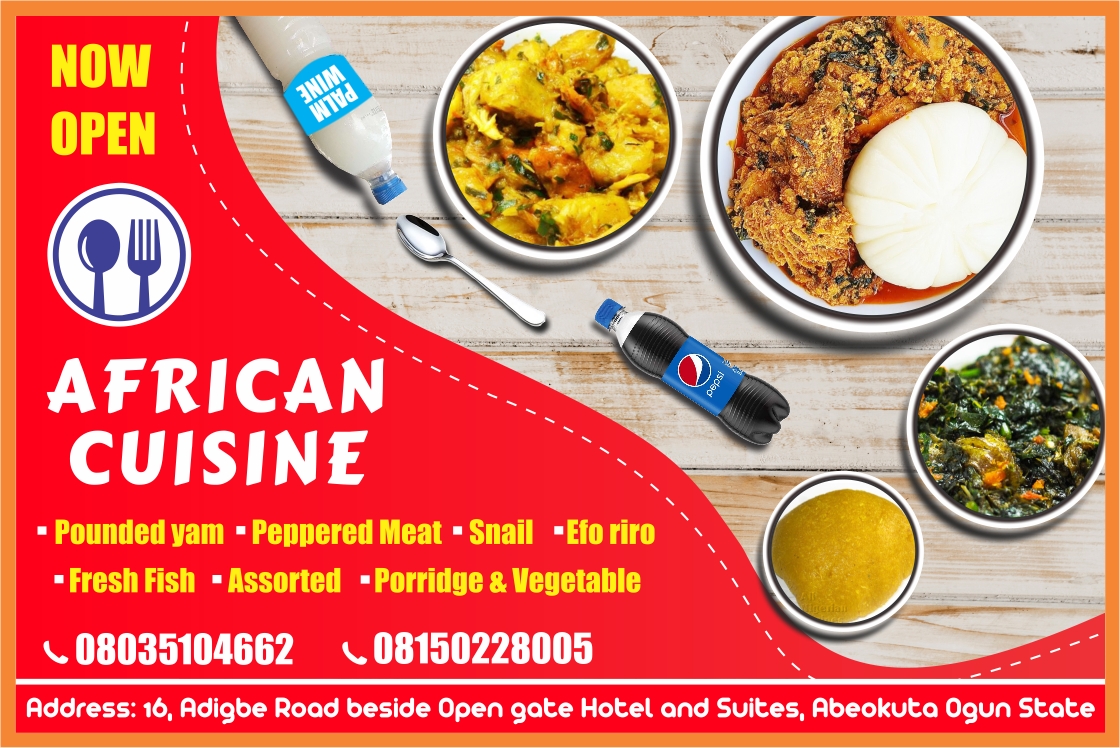 NOW
OPEN
PALM
WINE
pepsi
AFRICAN
CUISINE
▪ Pounded yam ▪ Peppered Meat ▪ Snail ▪ Efo riro
▪ Fresh Fish ▪ Assorted ▪ Porridge & Vegetable
08035104662 08150228005
Address: 16, Adigbe Road beside Open gate Hotel and Suites, Abeokuta Ogun State